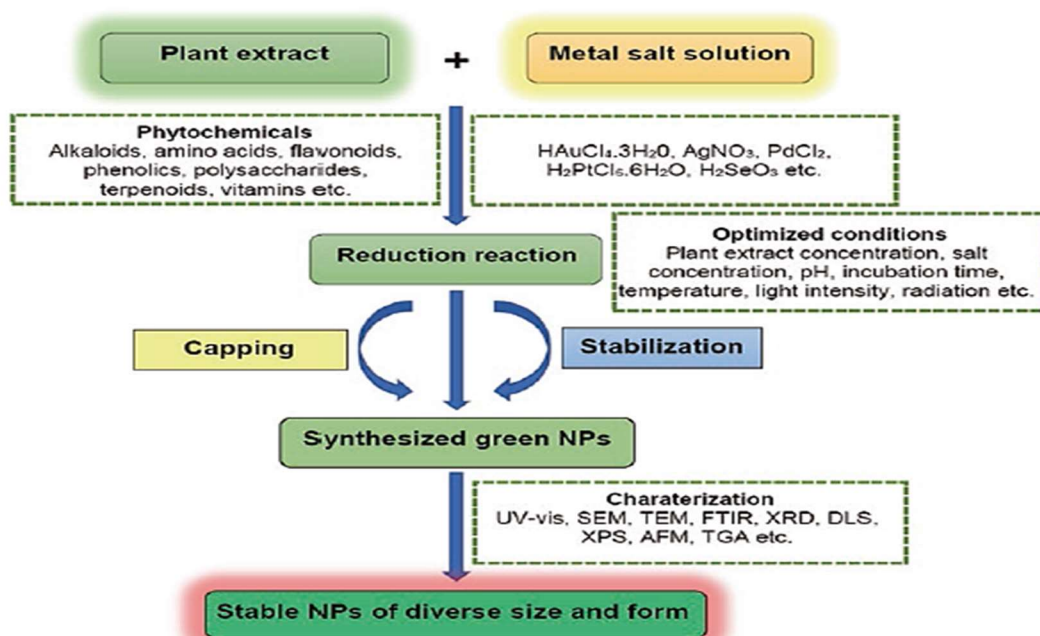 Plant extract
+
Metal salt solution
Phytochemicals
Alkaloids, amino acids, flavonoids,
phenolics, polysaccharides,
terpenoids, vitamins etc.
HAuCl₄.3H₂0, AgNO₃, PdCl₂,
H₂PtCl₆.6H₂O, H₂SeO₃ etc.
Reduction reaction
Optimized conditions
Plant extract concentration, salt
concentration, pH, incubation time,
temperature, light intensity, radiation etc.
Capping
Stabilization
Synthesized green NPs
Charaterization
UV-vis, SEM, TEM, FTIR, XRD, DLS,
XPS, AFM, TGA etc.
Stable NPs of diverse size and form